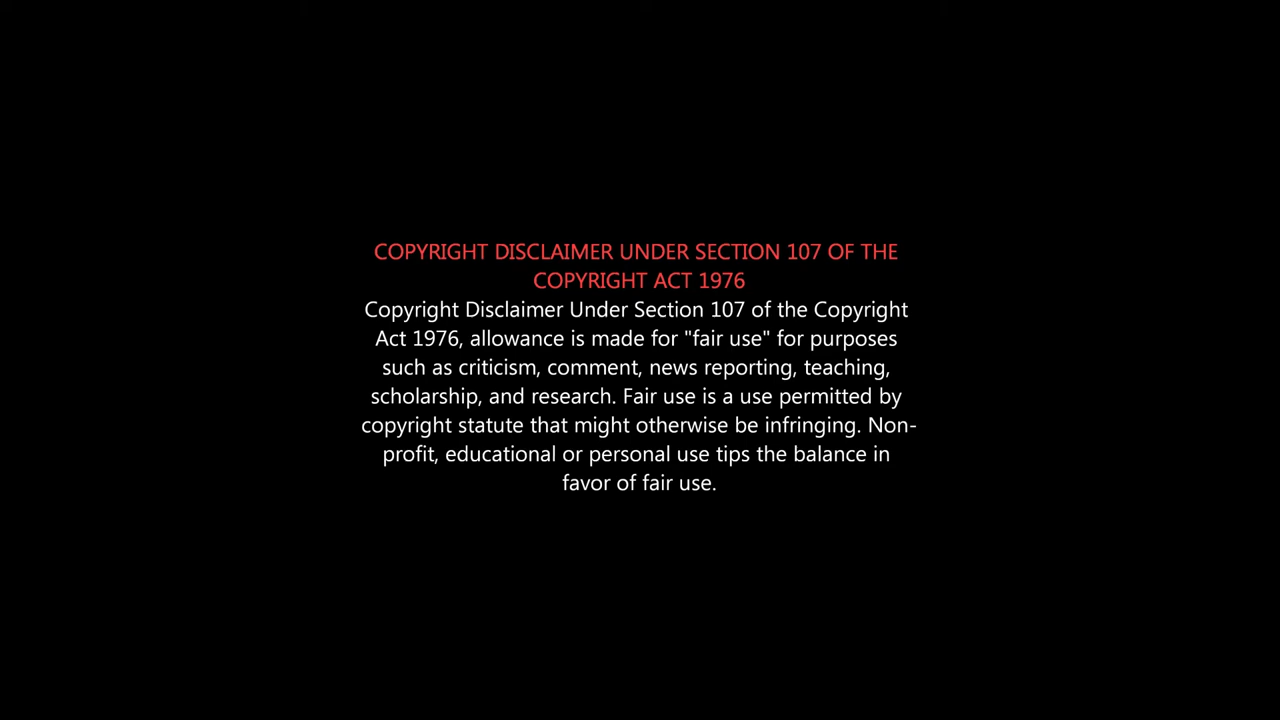 COPYRIGHT DISCLAIMER UNDER SECTION 107 OF THE
COPYRIGHT ACT 1976
Copyright Disclaimer Under Section 107 of the Copyright
Act 1976, allowance is made for "fair use" for purposes
such as criticism, comment, news reporting, teaching,
scholarship, and research. Fair use is a use permitted by
copyright statute that might otherwise be infringing. Non-
profit, educational or personal use tips the balance in
favor of fair use.